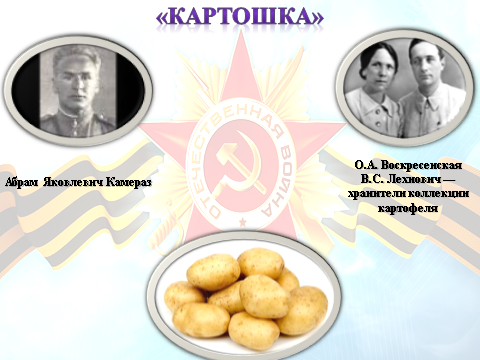 «КАРТОШКА»
Абрам Яковлевич Камераз
О.А. Воскресенская
В.С. Лехнович —
хранители коллекции
картофеля
ОТЕЧЕСТВЕННАЯ ВОЙНА